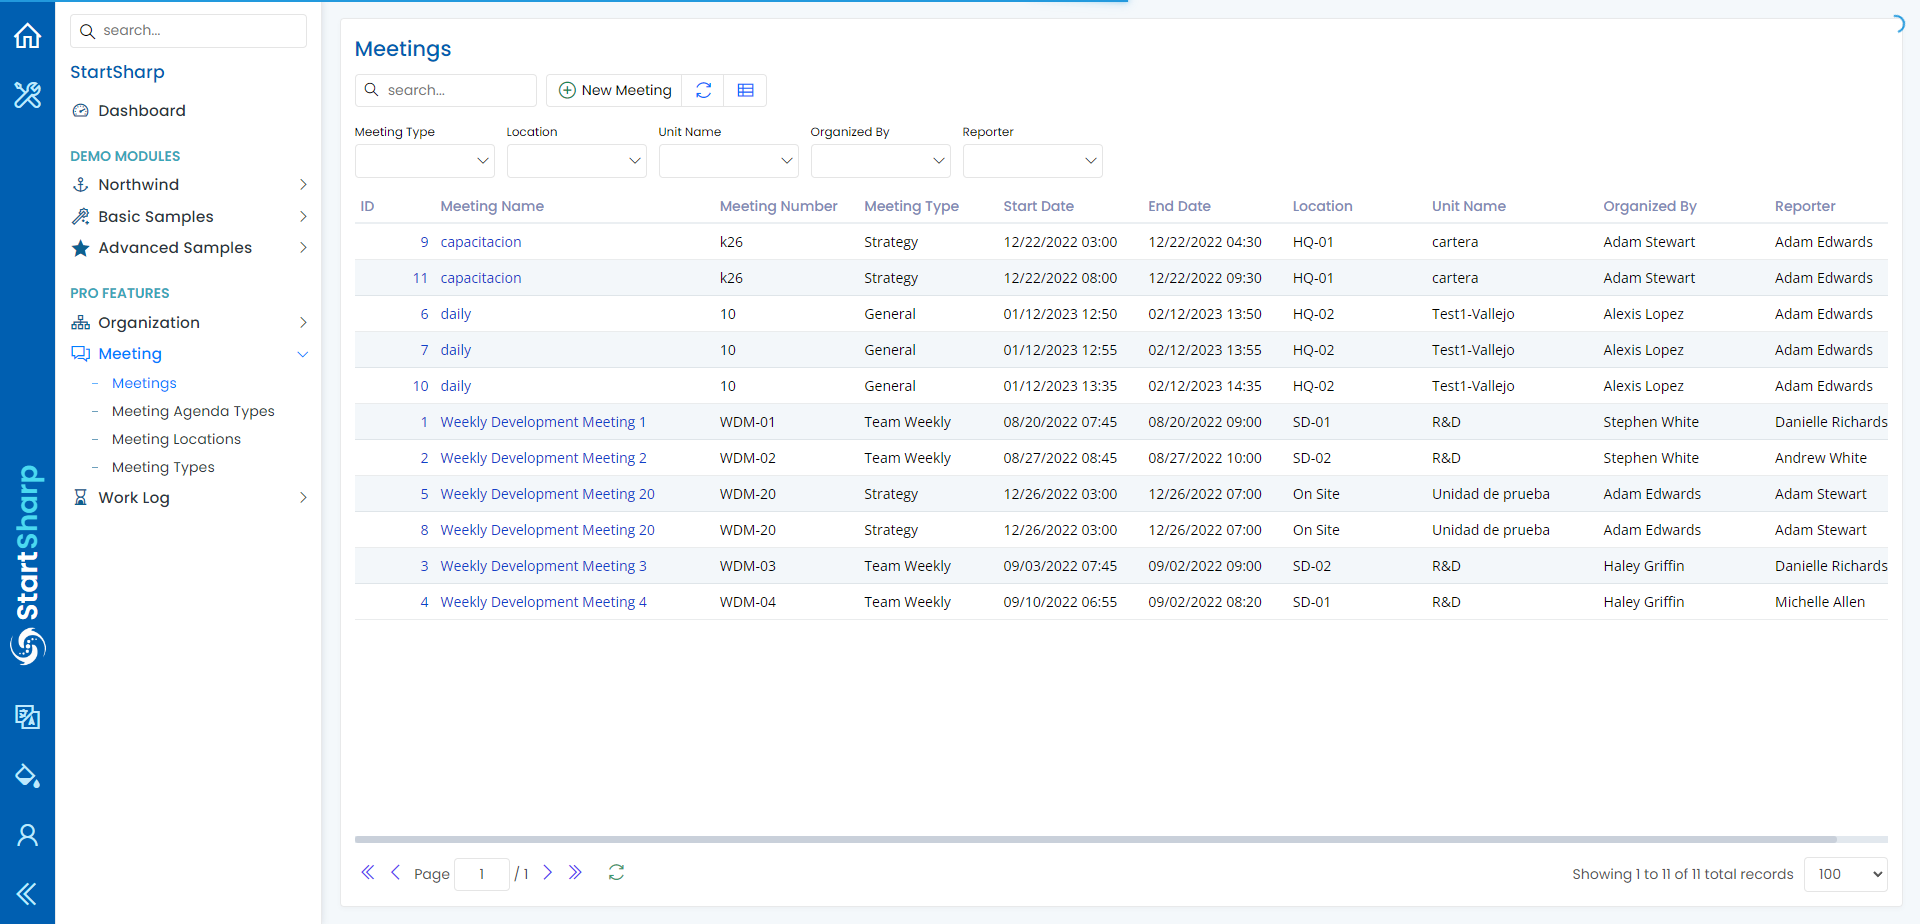 search...
StartSharp
Dashboard
DEMO MODULES
Northwind
Basic Samples
Advanced Samples
PRO FEATURES
Organization
Meeting
- Meetings
- Meeting Agenda Types
- Meeting Locations
- Meeting Types
Work Log
StartSharp
Meetings
search...
New Meeting
Meeting Type Location Unit Name Organized By Reporter
ID Meeting Name Meeting Number Meeting Type Start Date End Date Location Unit Name Organized By Reporter
9 capacitacion k26 Strategy 12/22/2022 03:00 12/22/2022 04:30 HQ-01 cartera Adam Stewart Adam Edwards
11 capacitacion k26 Strategy 12/22/2022 08:00 12/22/2022 09:30 HQ-01 cartera Adam Stewart Adam Edwards
6 daily 10 General 01/12/2023 12:50 02/12/2023 13:50 HQ-02 Test1-Vallejo Alexis Lopez Adam Edwards
7 daily 10 General 01/12/2023 12:55 02/12/2023 13:55 HQ-02 Test1-Vallejo Alexis Lopez Adam Edwards
10 daily 10 General 01/12/2023 13:35 02/12/2023 14:35 HQ-02 Test1-Vallejo Alexis Lopez Adam Edwards
1 Weekly Development Meeting 1 WDM-01 Team Weekly 08/20/2022 07:45 08/20/2022 09:00 SD-01 R&D Stephen White Danielle Richards
2 Weekly Development Meeting 2 WDM-02 Team Weekly 08/27/2022 08:45 08/27/2022 10:00 SD-02 R&D Stephen White Andrew White
5 Weekly Development Meeting 20 WDM-20 Strategy 12/26/2022 03:00 12/26/2022 07:00 On Site Unidad de prueba Adam Edwards Adam Stewart
8 Weekly Development Meeting 20 WDM-20 Strategy 12/26/2022 03:00 12/26/2022 07:00 On Site Unidad de prueba Adam Edwards Adam Stewart
3 Weekly Development Meeting 3 WDM-03 Team Weekly 09/03/2022 07:45 09/02/2022 09:00 SD-02 R&D Haley Griffin Danielle Richards
4 Weekly Development Meeting 4 WDM-04 Team Weekly 09/10/2022 06:55 09/02/2022 08:20 SD-01 R&D Haley Griffin Michelle Allen
Page 1 / 1
Showing 1 to 11 of 11 total records 100